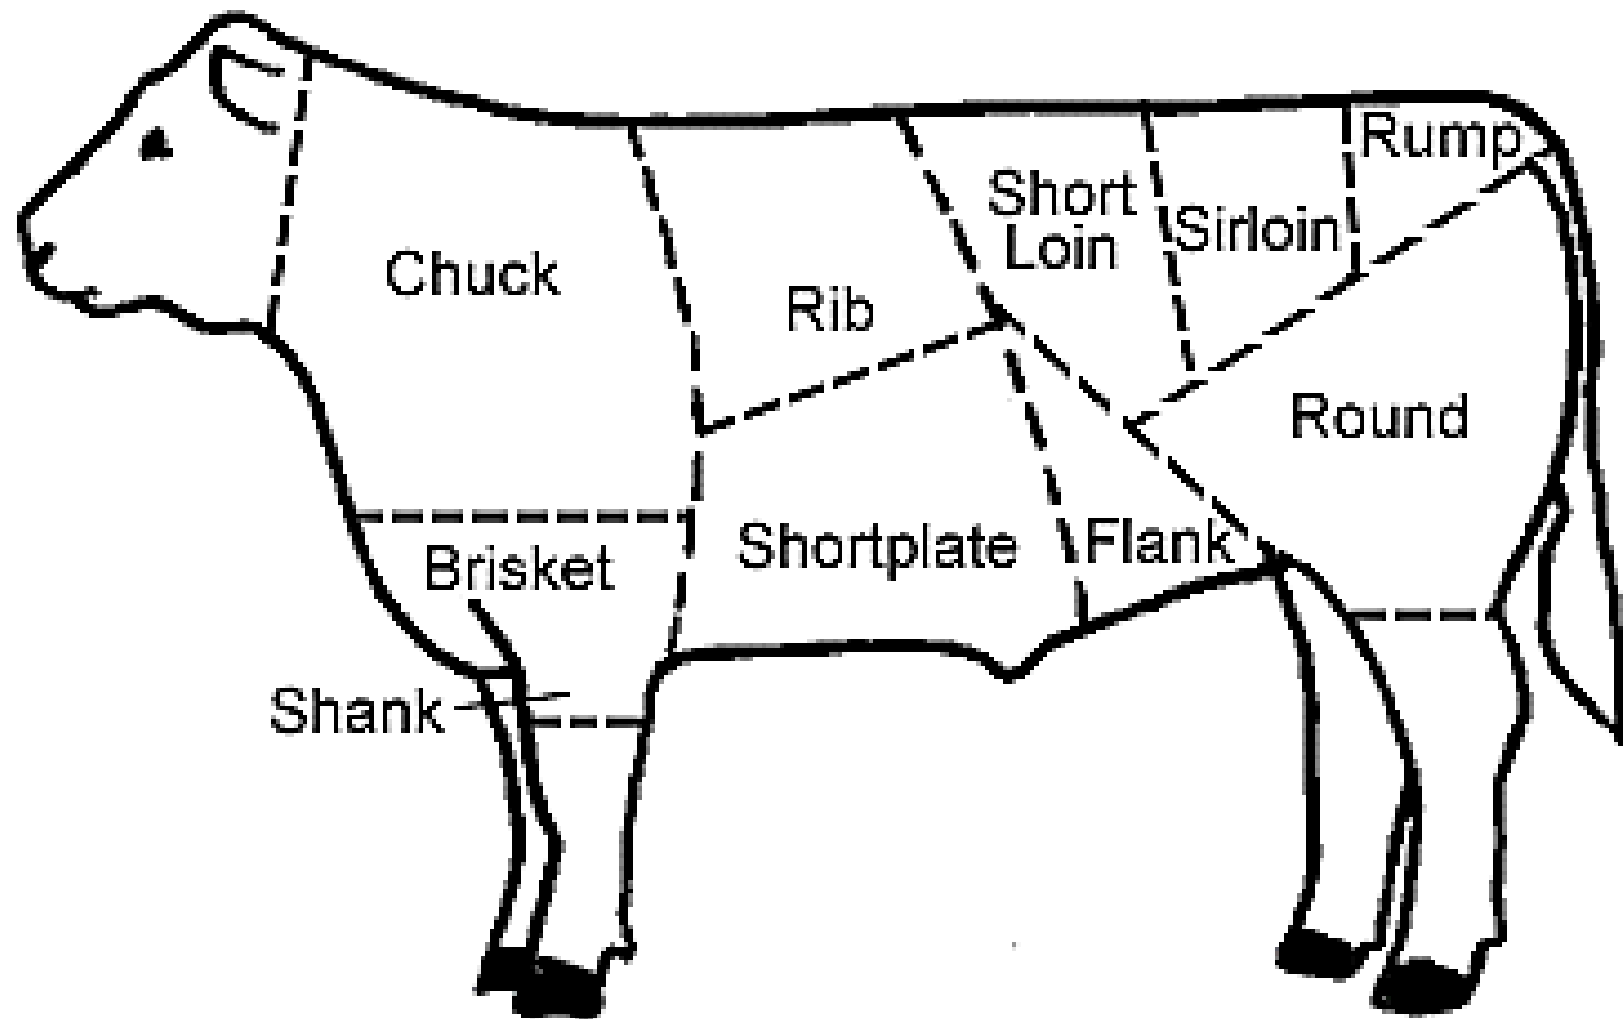 Rump
Short
Loin
Sirloin
Chuck
Rib
Round
Brisket
Shortplate
Flank
Shank